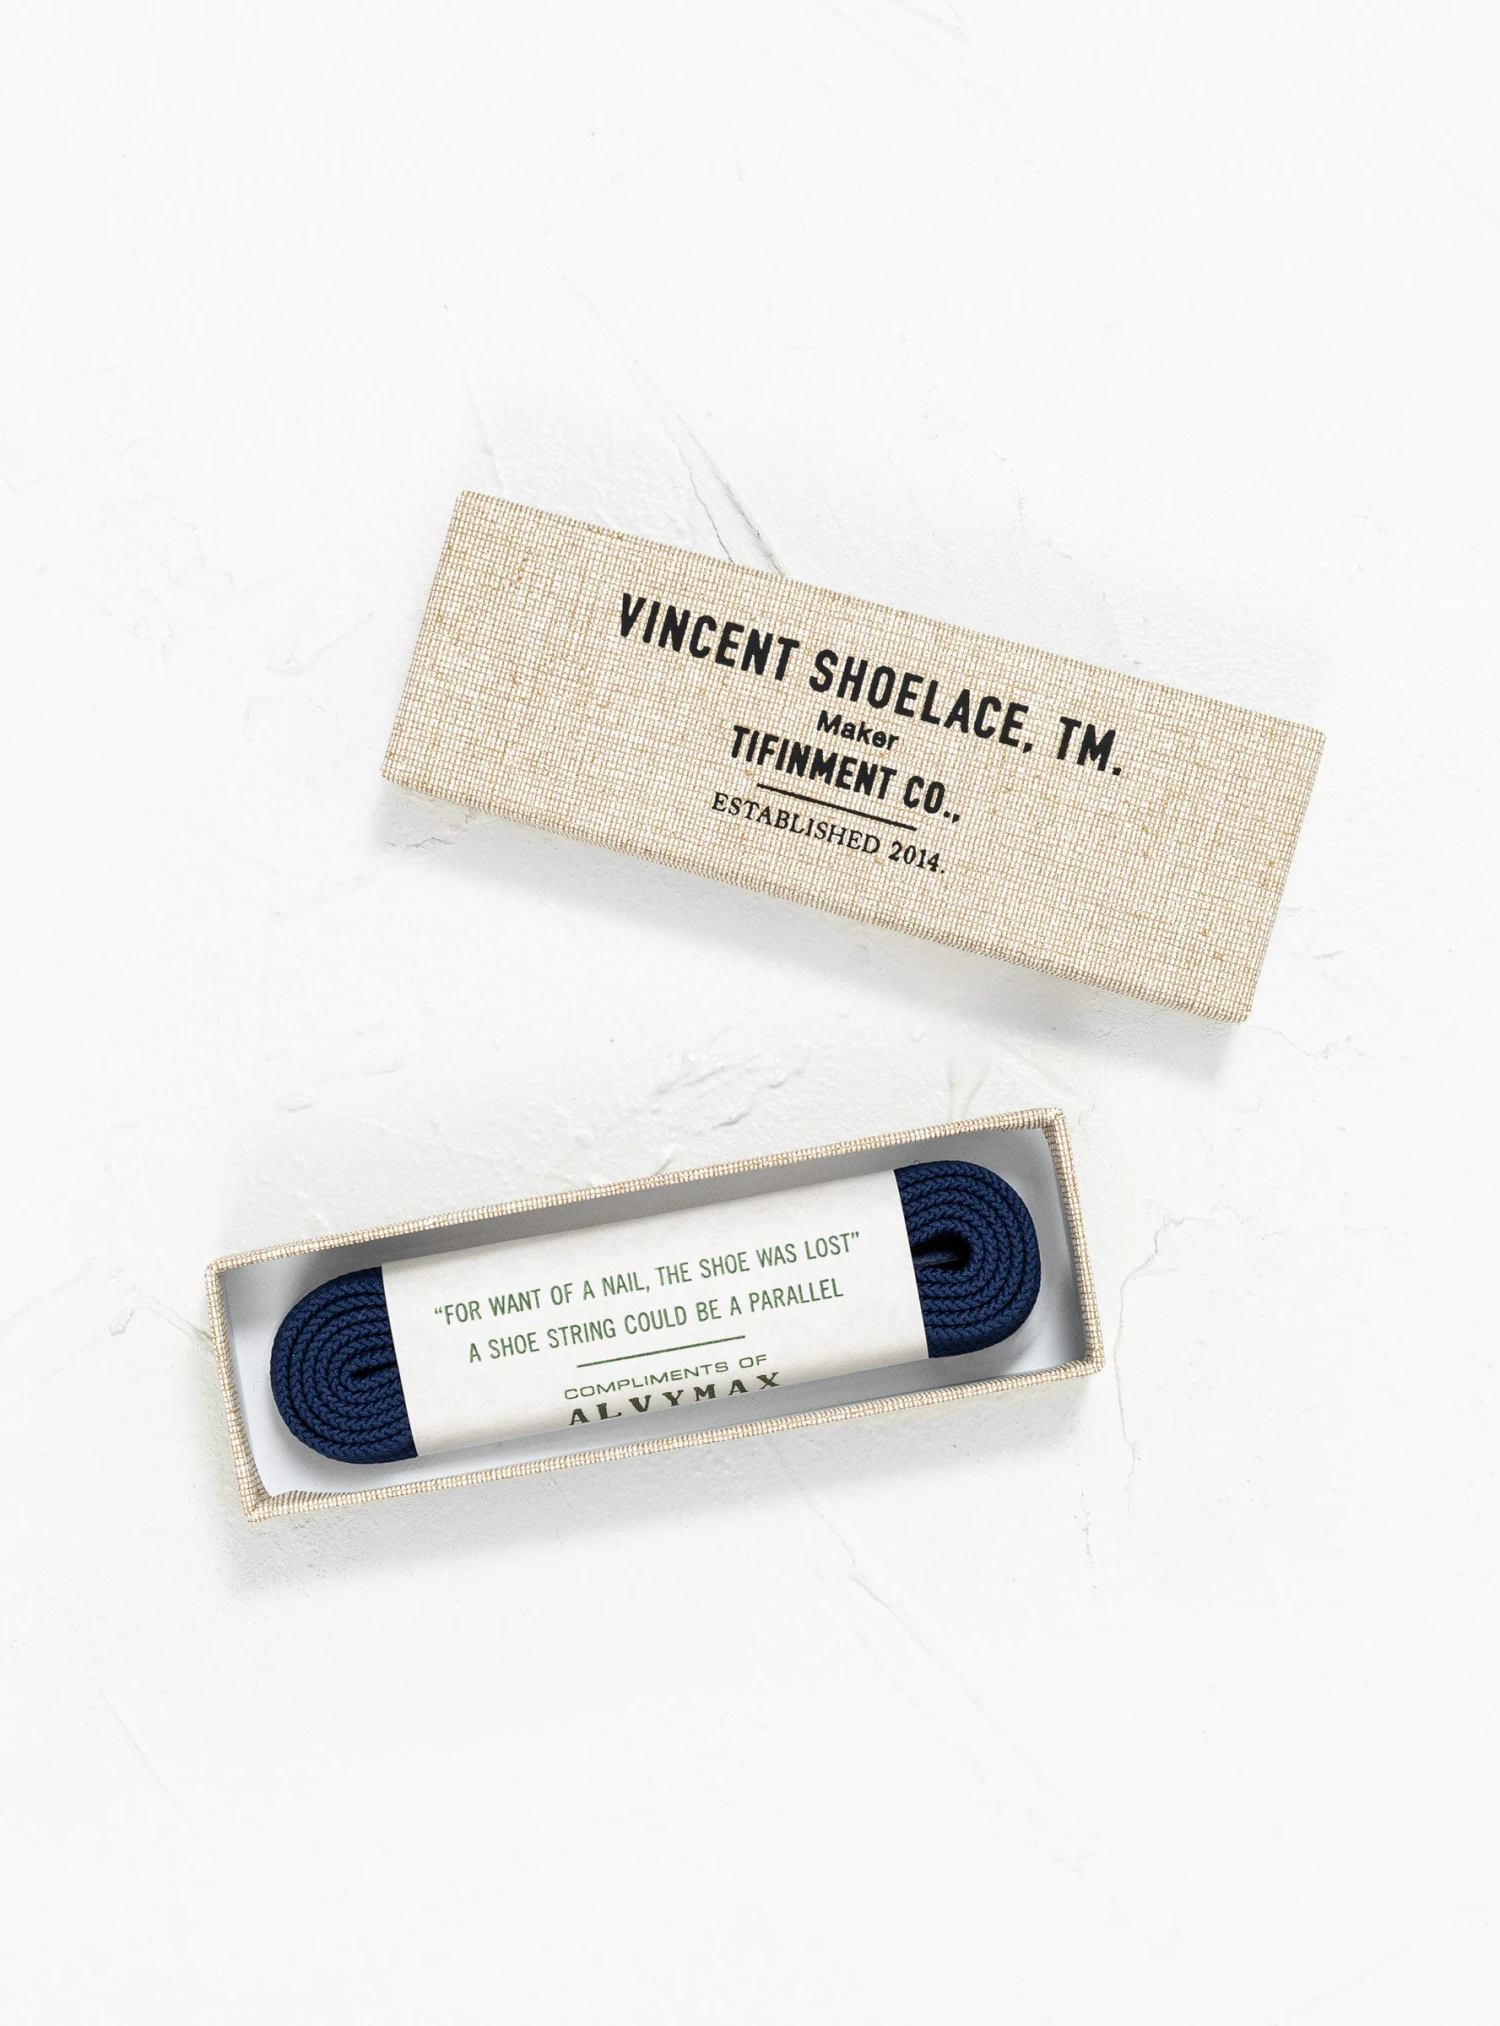 VINCENT SHOELACE, TM.
Maker
TIFINMENT CO.,
ESTABLISHED 2014.
“FOR WANT OF A NAIL, THE SHOE WAS LOST”
A SHOE STRING COULD BE A PARALLEL
COMPLIMENTS OF
ALVYMAX